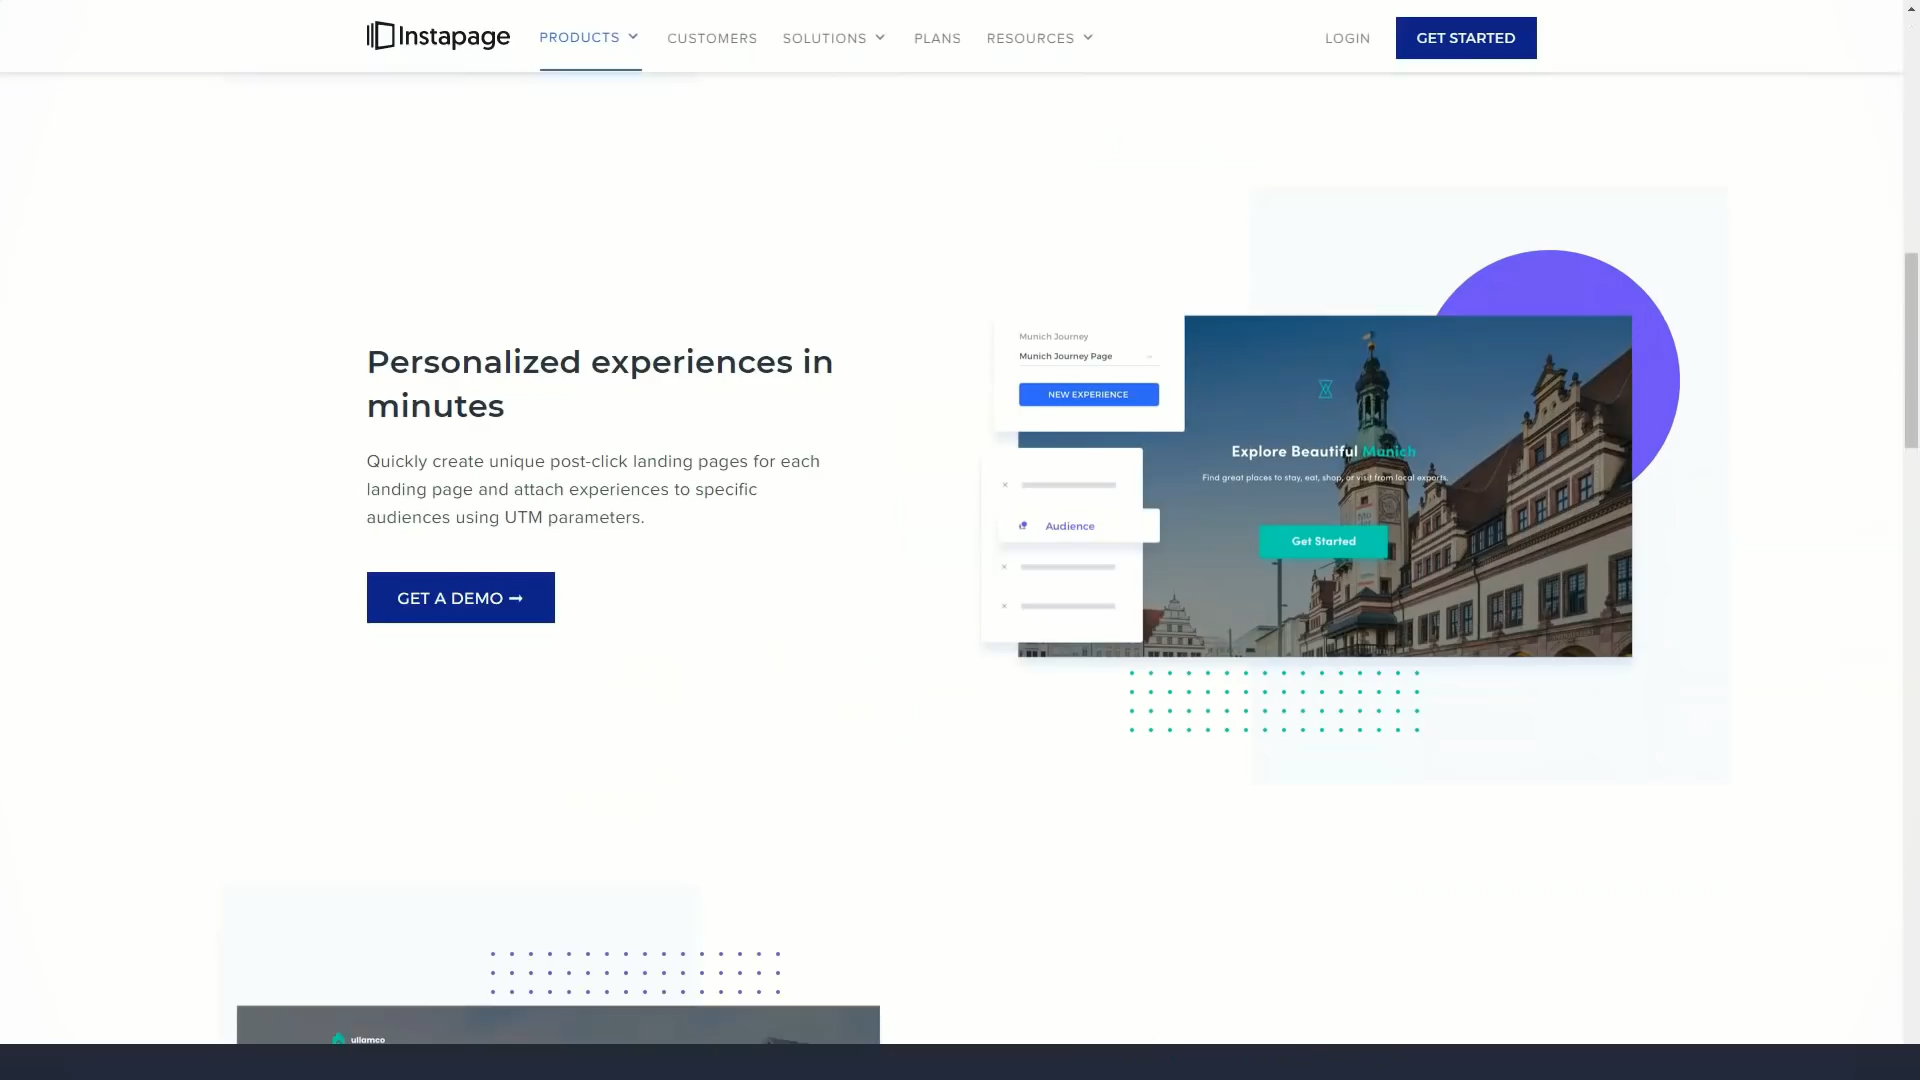 Instapage
PRODUCTS
CUSTOMERS
SOLUTIONS
PLANS
RESOURCES
LOGIN
GET STARTED
Personalized experiences in
minutes
Quickly create unique post-click landing pages for each
landing page and attach experiences to specific
audiences using UTM parameters.
GET A DEMO →
Munich Journey
Munich Journey Page
NEW EXPERIENCE
Audience
Explore Beautiful Munich
Find great places to stay, eat, shop, or visit from local experts.
Get Started
ullamco